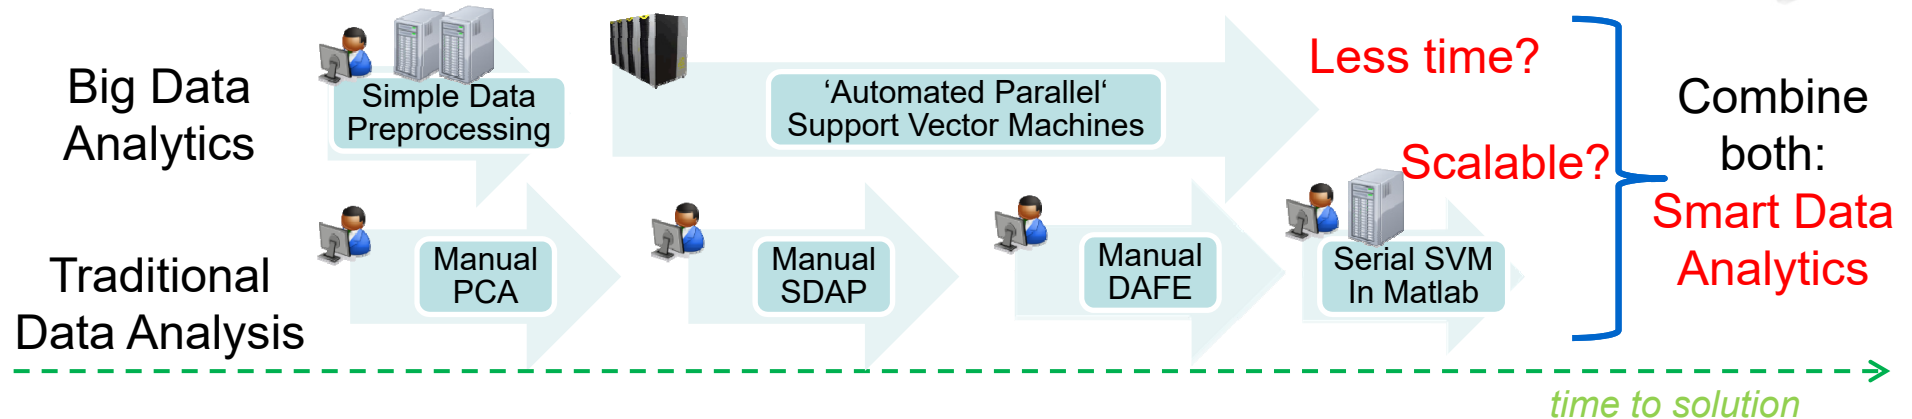 Big Data
Analytics
Simple Data
Preprocessing
‘Automated Parallel‘
Support Vector Machines
Less time?
Scalable?
Traditional
Data Analysis
Manual
PCA
Manual
SDAP
Manual
DAFE
Serial SVM
In Matlab
Combine
both:
Smart Data
Analytics
time to solution